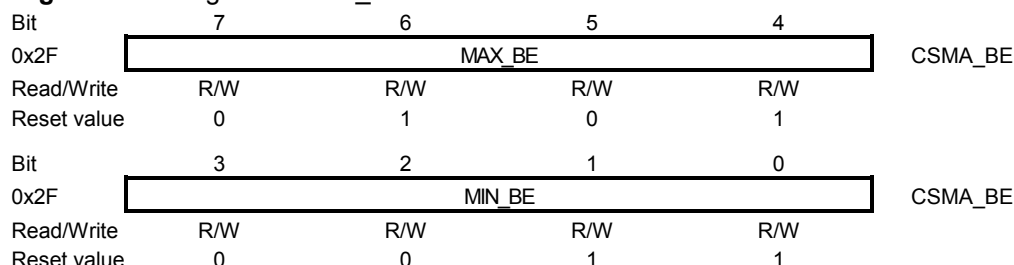 Bit 7 6 5 4
0x2F MAX_BE CSMA_BE
Read/Write R/W R/W R/W R/W
Reset value 0 1 0 1
Bit 3 2 1 0
0x2F MIN_BE CSMA_BE
Read/Write R/W R/W R/W R/W
Reset value 0 0 1 1